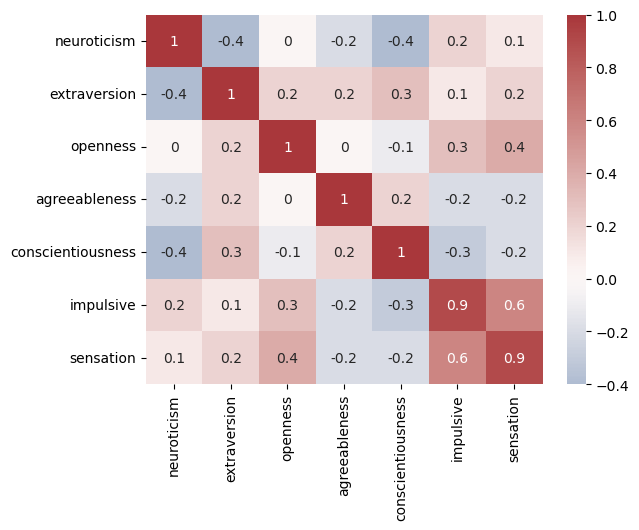 neuroticism 1 -0.4 0 -0.2 -0.4 0.2 0.1
extraversion -0.4 1 0.2 0.2 0.3 0.1 0.2
openness 0 0.2 1 0 -0.1 0.3 0.4
agreeableness -0.2 0.2 0 1 0.2 -0.2 -0.2
conscientiousness -0.4 0.3 -0.1 0.2 1 -0.3 -0.2
impulsive 0.2 0.1 0.3 -0.2 -0.3 0.9 0.6
sensation 0.1 0.2 0.4 -0.2 -0.2 0.6 0.9
neuroticism
extraversion
openness
agreeableness
conscientiousness
impulsive
sensation
1.0
0.8
0.6
0.4
0.2
0.0
−0.2
−0.4